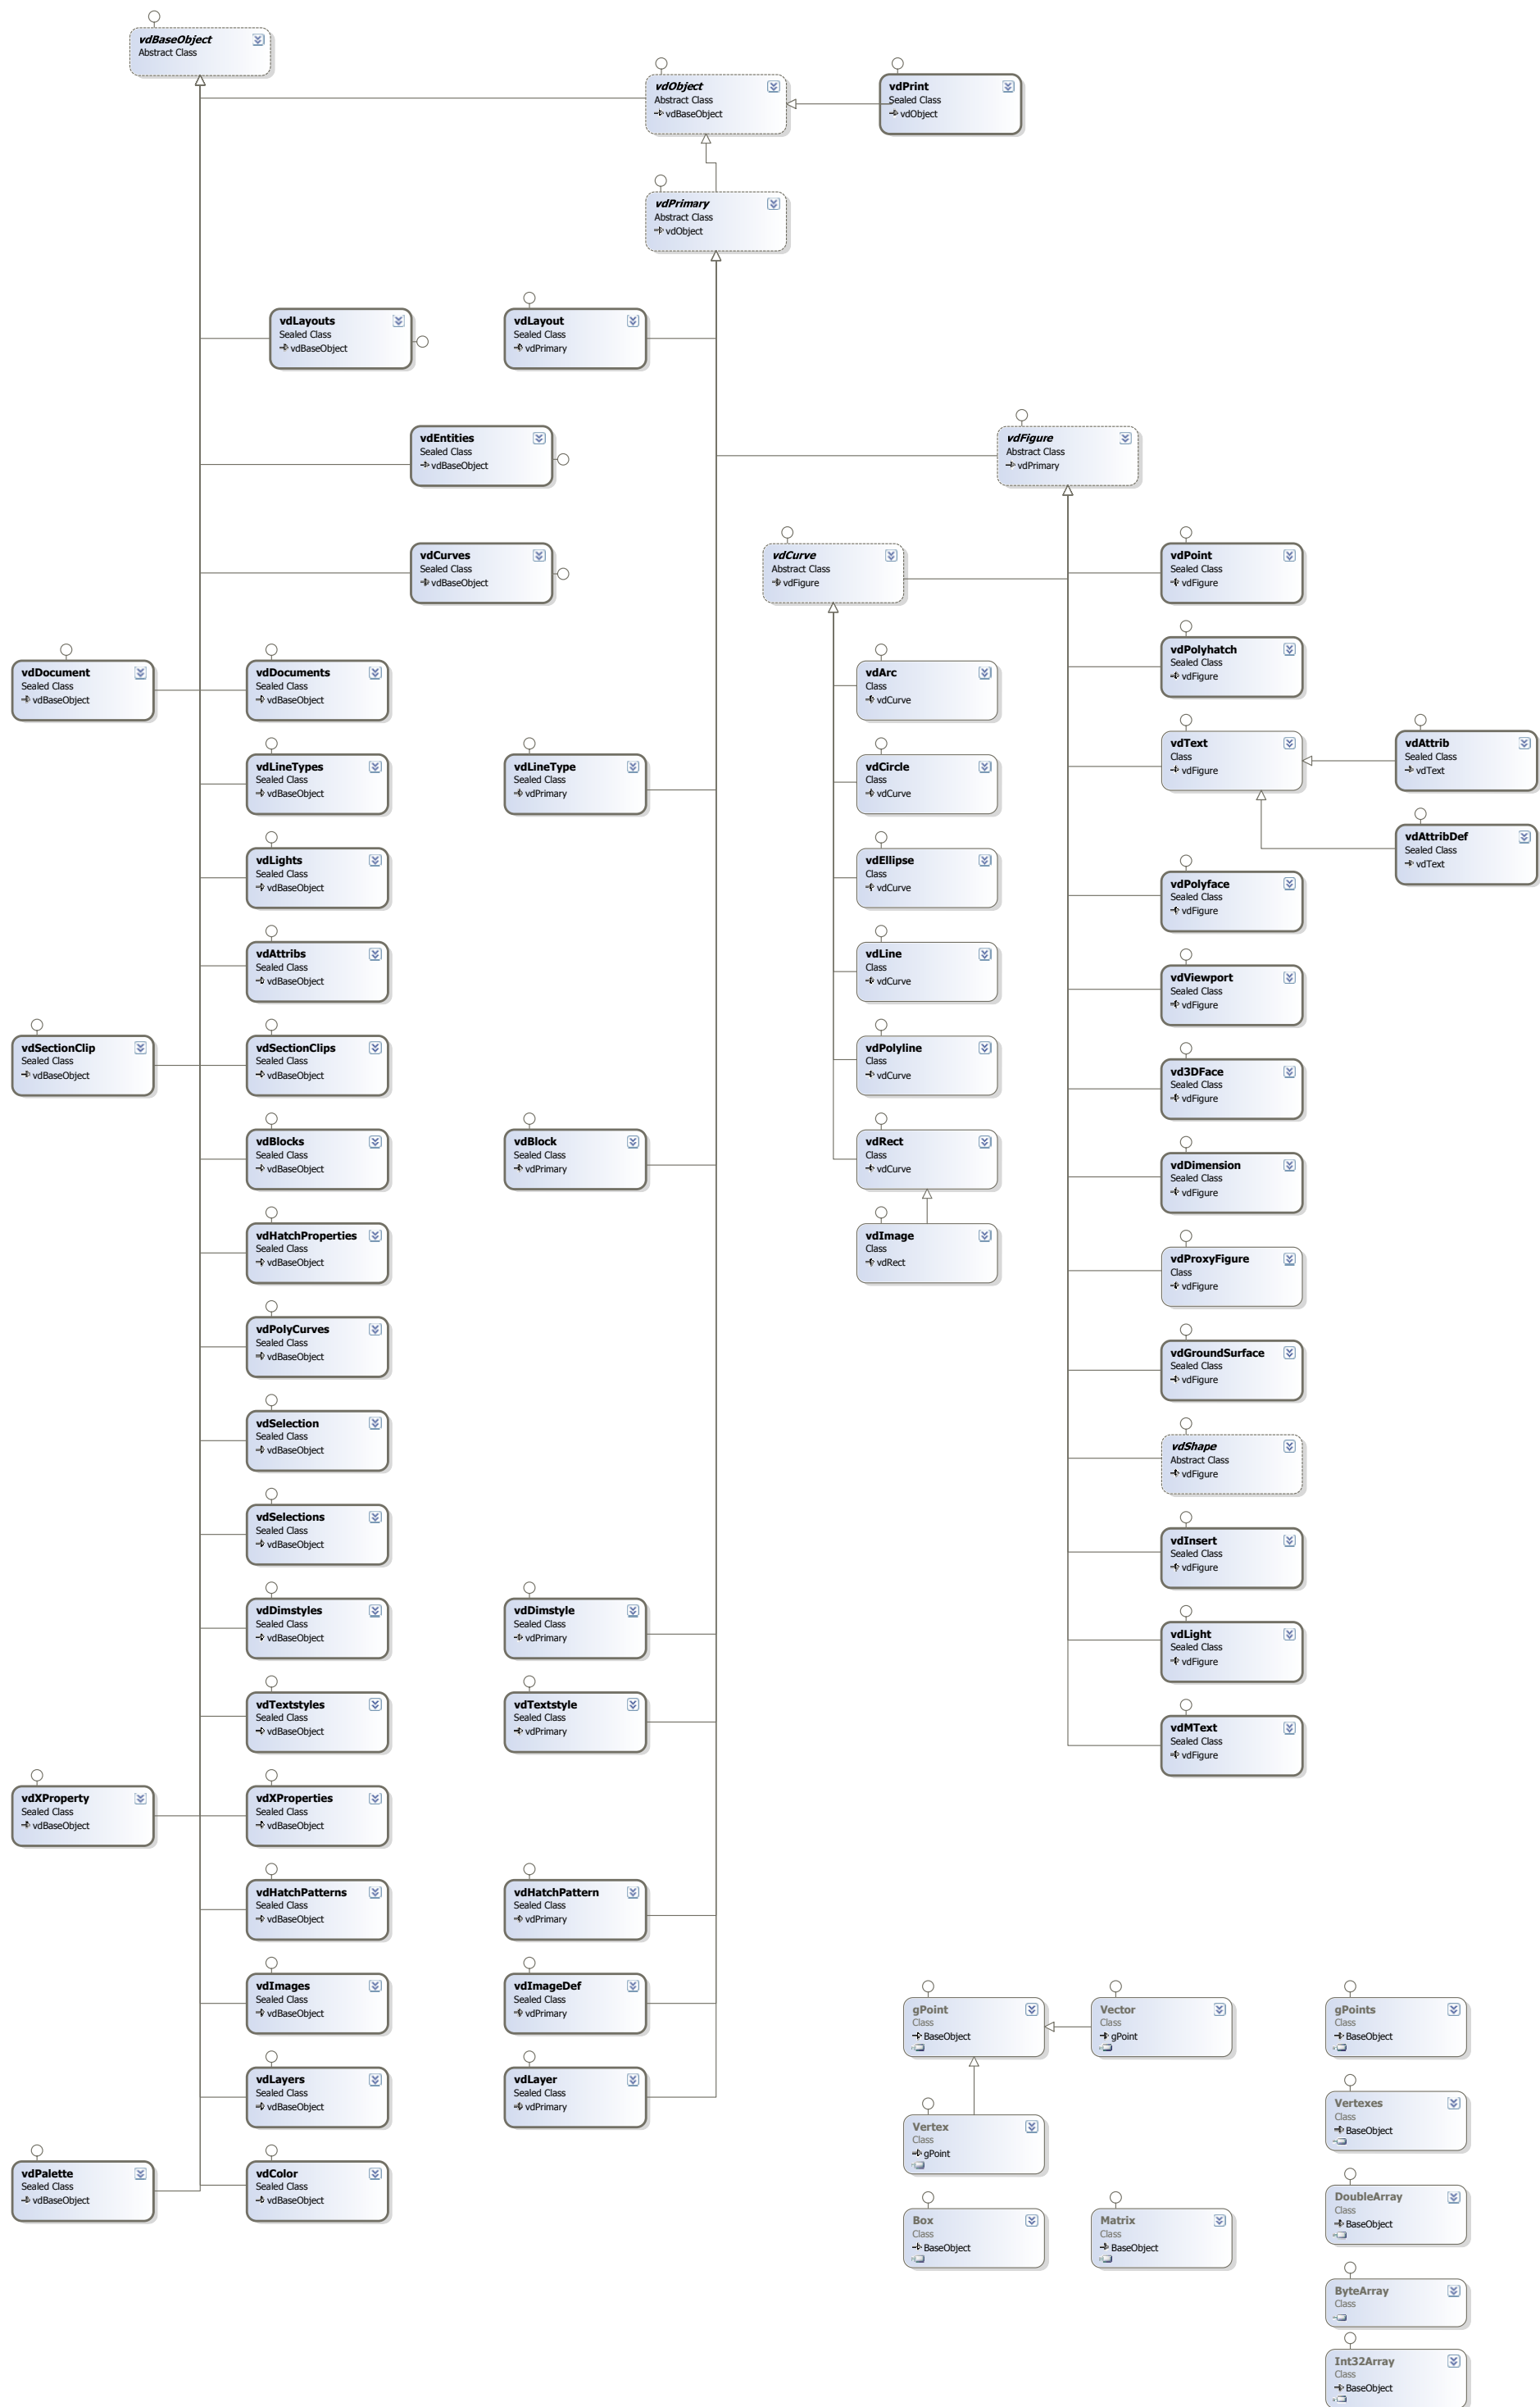 vdBaseObject
Abstract Class
vdObject
Abstract Class
vdBaseObject
vdPrint
Sealed Class
vdObject
vdPrimary
Abstract Class
vdObject
vdLayouts
Sealed Class
vdBaseObject
vdLayout
Sealed Class
vdPrimary
vdEntities
Sealed Class
vdBaseObject
vdFigure
Abstract Class
vdPrimary
vdCurves
Sealed Class
vdBaseObject
vdCurve
Abstract Class
vdFigure
vdPoint
Sealed Class
vdFigure
vdPolyhatch
Sealed Class
vdFigure
vdDocument
Sealed Class
vdBaseObject
vdDocuments
Sealed Class
vdBaseObject
vdArc
Class
vdCurve
vdText
Class
vdFigure
vdAttrib
Sealed Class
vdText
vdLineTypes
Sealed Class
vdBaseObject
vdLineType
Sealed Class
vdPrimary
vdCircle
Class
vdCurve
vdAttribDef
Sealed Class
vdText
vdLights
Sealed Class
vdBaseObject
vdEllipse
Class
vdCurve
vdPolyface
Sealed Class
vdFigure
vdAttribs
Sealed Class
vdBaseObject
vdLine
Class
vdCurve
vdViewport
Sealed Class
vdFigure
vdSectionClip
Sealed Class
vdBaseObject
vdSectionClips
Sealed Class
vdBaseObject
vdPolyline
Class
vdCurve
vd3DFace
Sealed Class
vdFigure
vdBlocks
Sealed Class
vdBaseObject
vdBlock
Sealed Class
vdPrimary
vdRect
Class
vdCurve
vdDimension
Sealed Class
vdFigure
vdHatchProperties
Sealed Class
vdBaseObject
vdImage
Class
vdRect
vdProxyFigure
Class
vdFigure
vdPolyCurves
Sealed Class
vdBaseObject
vdGroundSurface
Sealed Class
vdFigure
vdSelection
Sealed Class
vdBaseObject
vdShape
Abstract Class
vdFigure
vdSelections
Sealed Class
vdBaseObject
vdInsert
Sealed Class
vdFigure
vdDimstyles
Sealed Class
vdBaseObject
vdDimstyle
Sealed Class
vdPrimary
vdLight
Sealed Class
vdFigure
vdTextstyles
Sealed Class
vdBaseObject
vdTextstyle
Sealed Class
vdPrimary
vdMText
Sealed Class
vdFigure
vdXProperty
Sealed Class
vdBaseObject
vdXProperties
Sealed Class
vdBaseObject
vdHatchPatterns
Sealed Class
vdBaseObject
vdHatchPattern
Sealed Class
vdPrimary
vdImages
Sealed Class
vdBaseObject
vdImageDef
Sealed Class
vdPrimary
gPoint
Class
BaseObject
Vector
Class
gPoint
gPoints
Class
BaseObject
vdLayers
Sealed Class
vdBaseObject
vdLayer
Sealed Class
vdPrimary
Vertexes
Class
BaseObject
Vertex
Class
gPoint
vdPalette
Sealed Class
vdBaseObject
vdColor
Sealed Class
vdBaseObject
DoubleArray
Class
BaseObject
Box
Class
BaseObject
Matrix
Class
BaseObject
ByteArray
Class
Int32Array
Class
BaseObject